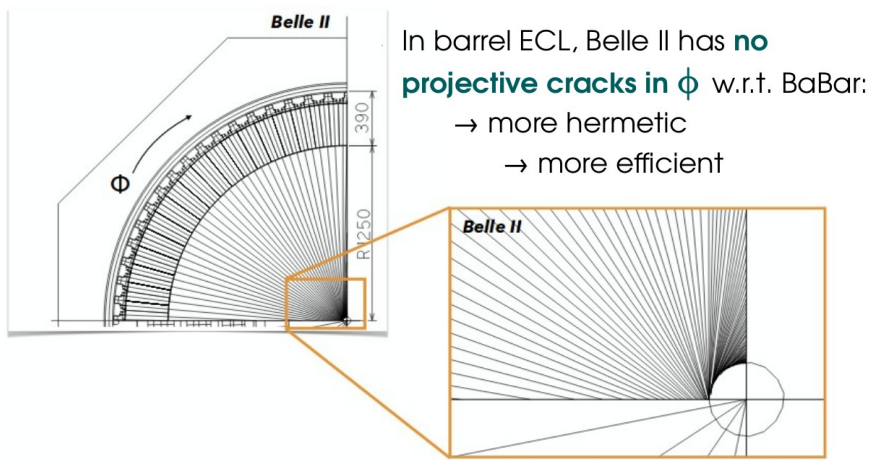 Belle II
In barrel ECL, Belle II has no
projective cracks in ϕ w.r.t. BaBar:
→ more hermetic
→ more efficient
390
Φ
R1250
Belle II